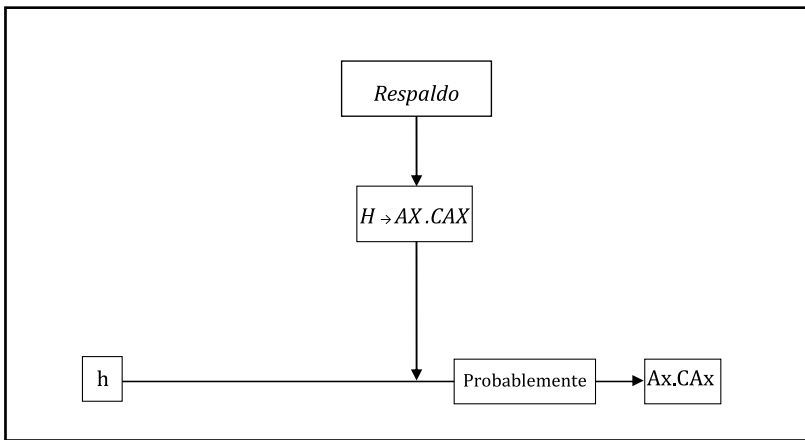 Respaldo
H → AX .CAX
h
Probablemente
Ax.CAx